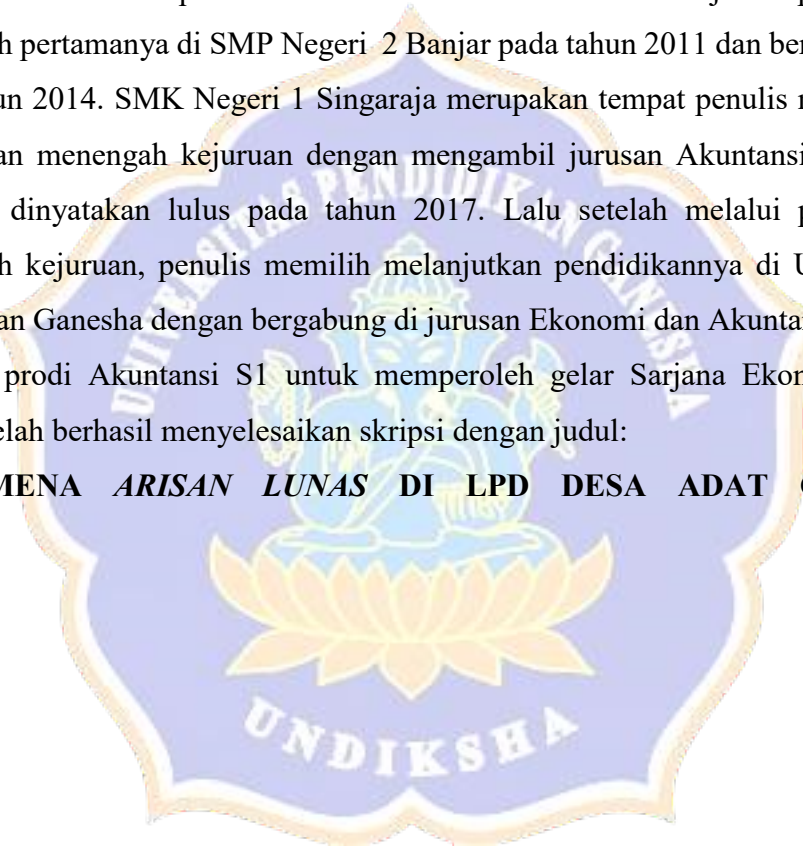 h pertamanya di SMP Negeri 2 Banjar pada tahun 2011 dan ber
un 2014. SMK Negeri 1 Singaraja merupakan tempat penulis
an menengah kejuruan dengan mengambil jurusan Akuntansi
dinyatakan lulus pada tahun 2017. Lalu setelah melalui p
h kejuruan, penulis memilih melanjutkan pendidikannya di U
an Ganesha dengan bergabung di jurusan Ekonomi dan Akunta
prodi Akuntansi S1 untuk memperoleh gelar Sarjana Ekon
elah berhasil menyelesaikan skripsi dengan judul:
MENA ARISAN LUNAS DI LPD DESA ADAT
UNIVERSITAS PENDIDIKAN GANESHA
UNDIKSHA